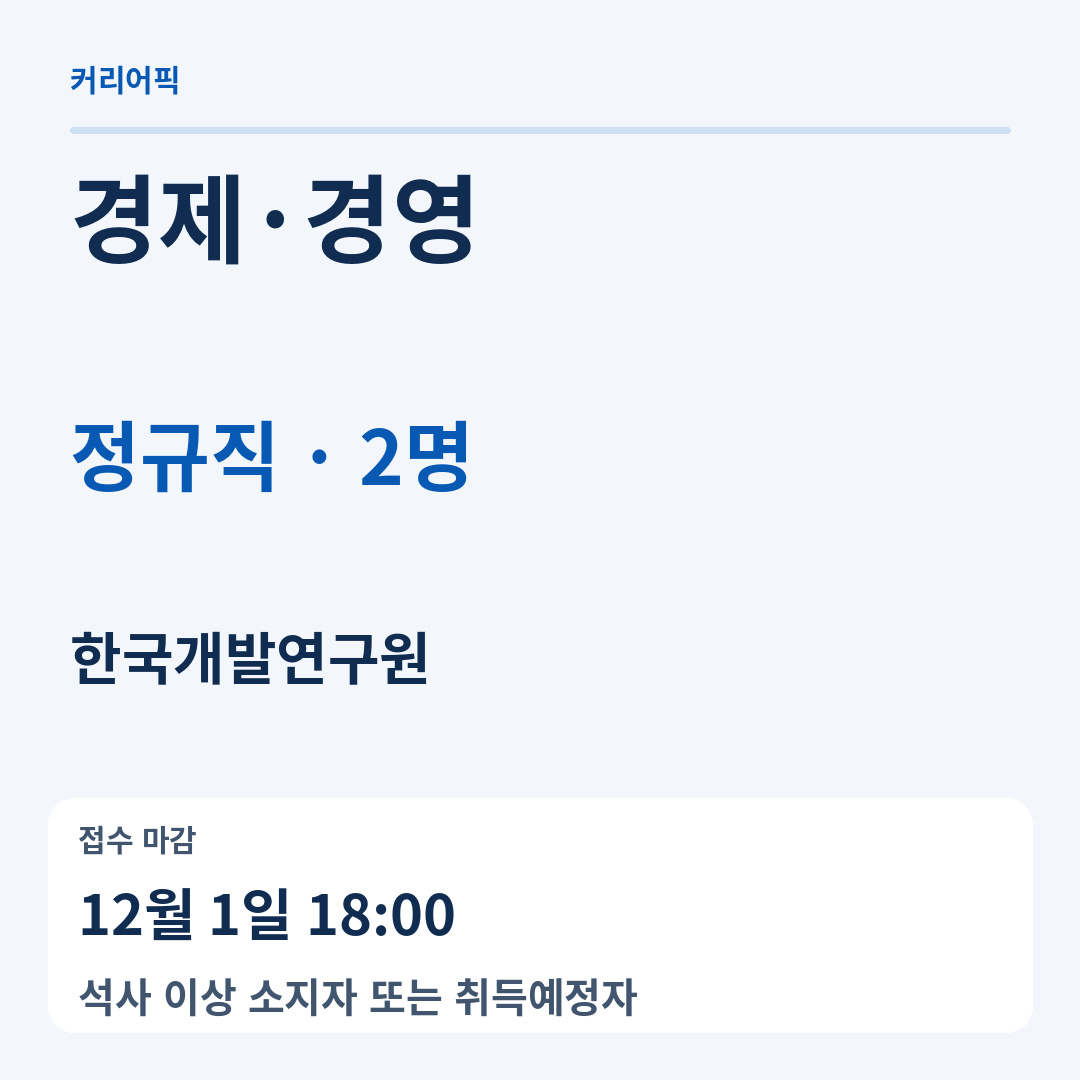 커리어픽
경제·경영
정규직 · 2명
한국개발연구원
접수 마감
12월 1일 18:00
석사 이상 소지자 또는 취득예정자